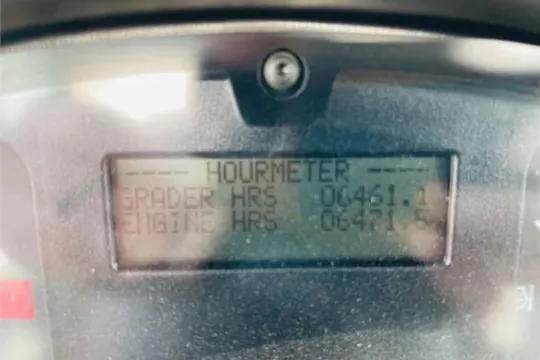 ---- HOURMETER ----
GRADER HRS 06461.1
ENGINE HRS 06471.5